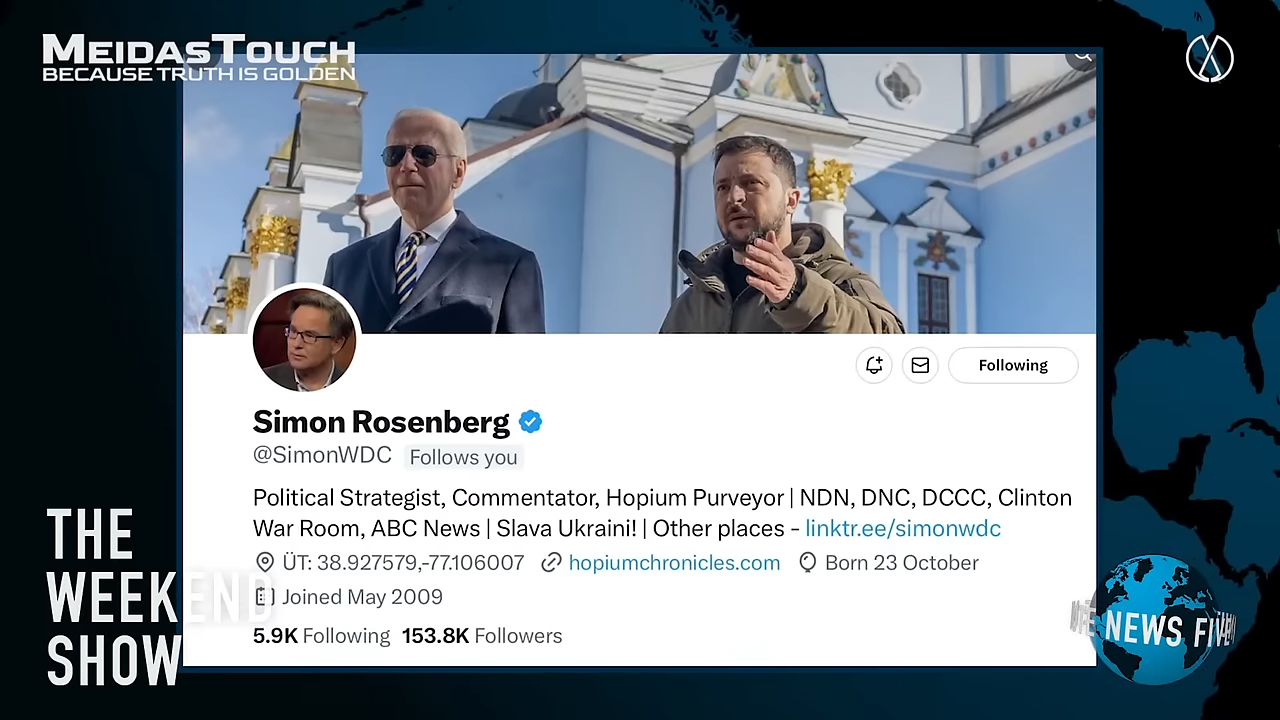 MEIDASTOUCH
BECAUSE TRUTH IS GOLDEN
Following
Simon Rosenberg
@SimonWDC Follows you
Political Strategist, Commentator, Hopium Purveyor | NDN, DNC, DCCC, Clinton
War Room, ABC News | Slava Ukraini! | Other places - linktr.ee/simonwdc
ÜT: 38.927579,-77.106007 hopiumchronicles.com Born 23 October
Joined May 2009
5.9K Following 153.8K Followers
THE
WEEKEND
SHOW
NEWS